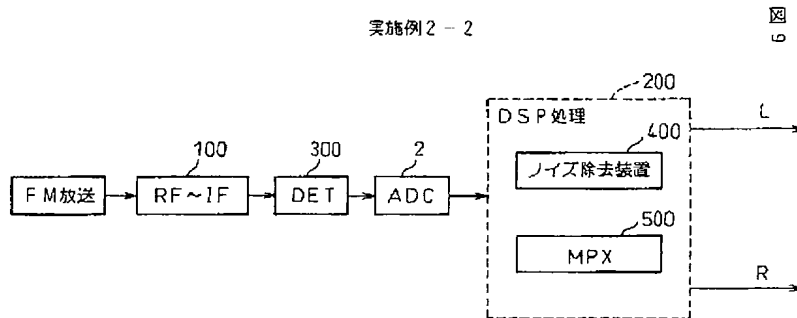 実施例2-2
図6
200
DSP処理
L
400
ノイズ除去装置
100
300
2
FM放送
RF~IF
DET
ADC
500
MPX
R